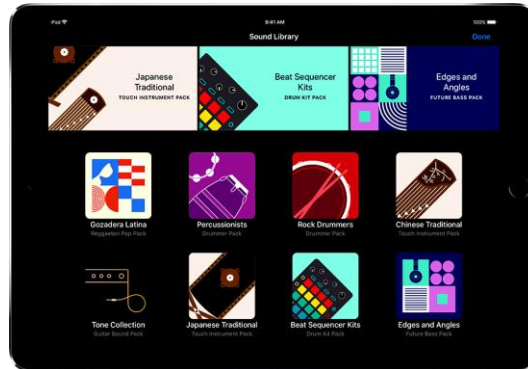 iPad
9:41 AM
100%
Sound Library
Done
Japanese
Traditional
TOUCH INSTRUMENT PACK
Beat Sequencer
Kits
DRUM KIT PACK
Edges and
Angles
FUTURE BASS PACK
Gozadera Latina
Reggaeton Pop Pack
Percussionists
Drummer Pack
Rock Drummers
Drummer Pack
Chinese Traditional
Touch Instrument Pack
Tone Collection
Guitar Sound Pack
Japanese Traditional
Touch Instrument Pack
Beat Sequencer Kits
Drum Kit Pack
Edges and Angles
Future Bass Pack